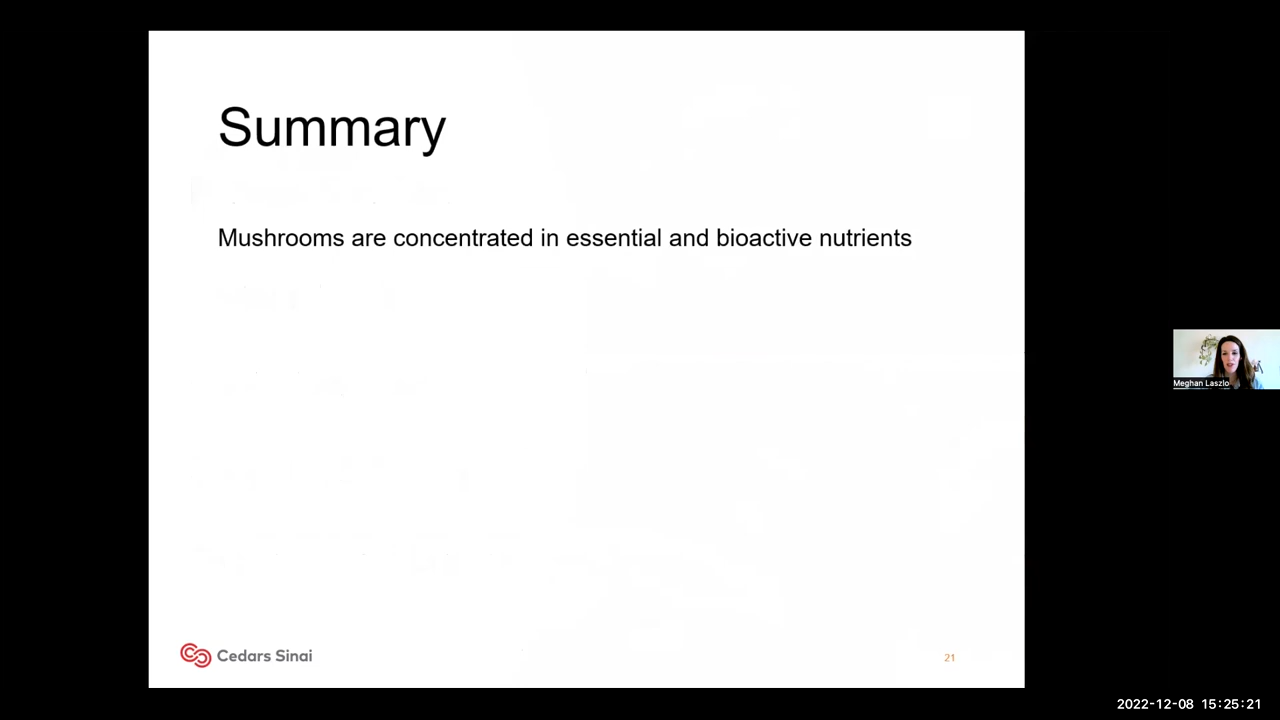 Summary
Mushrooms are concentrated in essential and bioactive nutrients
Meghan Laszlo
Cedars Sinai
21
2022-12-08 15:25:21